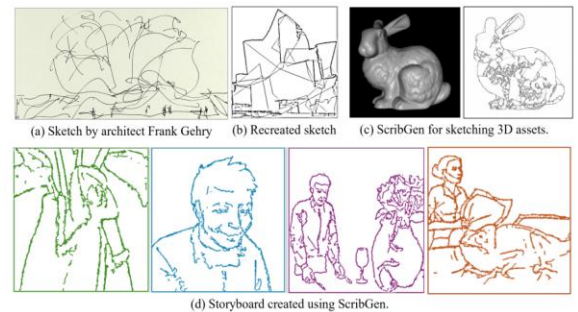 (a) Sketch by architect Frank Gehry
(b) Recreated sketch
(c) ScribGen for sketching 3D assets.
(d) Storyboard created using ScribGen.